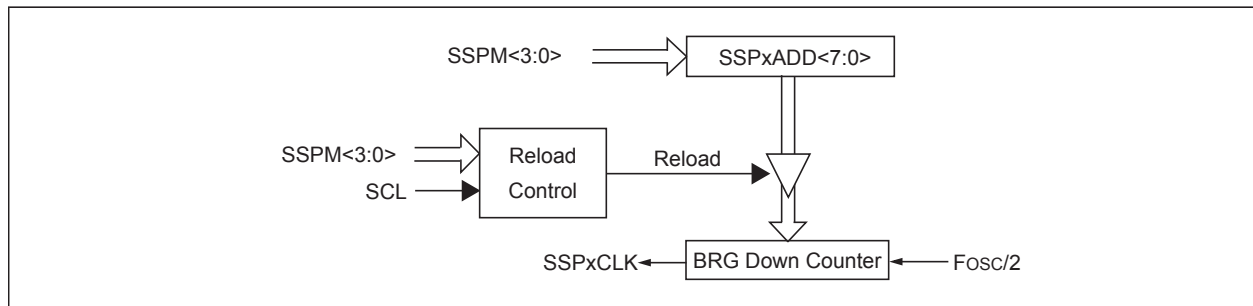 SSPM<3:0>
SSPxADD<7:0>
SSPM<3:0>
SCL
Reload
Control
Reload
SSPxCLK
BRG Down Counter
FOSC/2